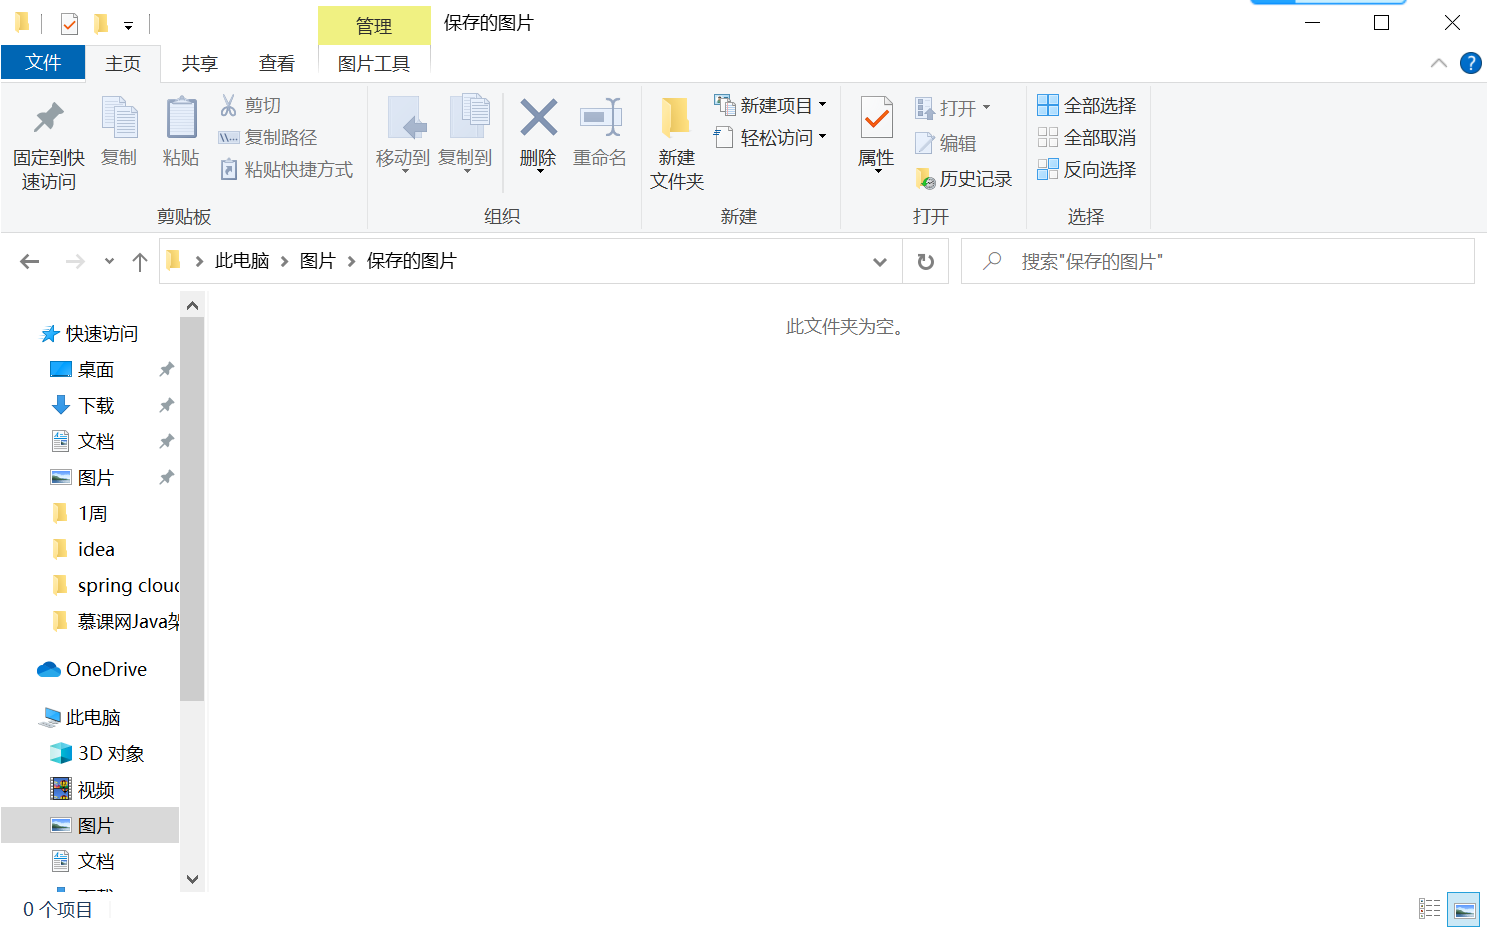 管理
保存的图片
文件
主页
共享
查看
图片工具
固定到快
速访问
复制
粘贴
剪切
复制路径
粘贴快捷方式
剪贴板
移动到
复制到
删除
重命名
组织
新建
文件夹
新建项目
轻松访问
新建
属性
打开
编辑
历史记录
打开
全部选择
全部取消
反向选择
选择
此电脑
图片
保存的图片
搜索"保存的图片"
快速访问
桌面
下载
文档
图片
1周
idea
spring clou
慕课网Java架
OneDrive
此电脑
3D 对象
视频
图片
文档
此文件夹为空。
0 个项目